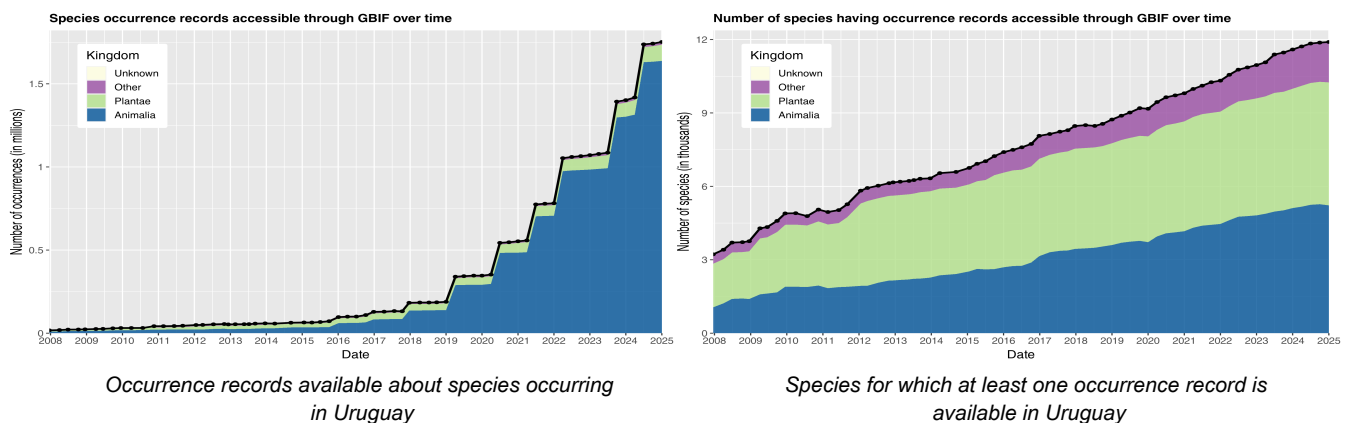 Species occurrence records accessible through GBIF over time
Number of occurrences (in millions)
Kingdom
Unknown
Other
Plantae
Animalia
1.5
1
0.5
0
2008 2009 2010 2011 2012 2013 2014 2015 2016 2017 2018 2019 2020 2021 2022 2023 2024 2025
Date
Occurrence records available about species occurring
in Uruguay
Number of species having occurrence records accessible through GBIF over time
Number of species (in thousands)
Kingdom
Unknown
Other
Plantae
Animalia
12
9
6
3
0
2008 2009 2010 2011 2012 2013 2014 2015 2016 2017 2018 2019 2020 2021 2022 2023 2024 2025
Date
Species for which at least one occurrence record is
available in Uruguay